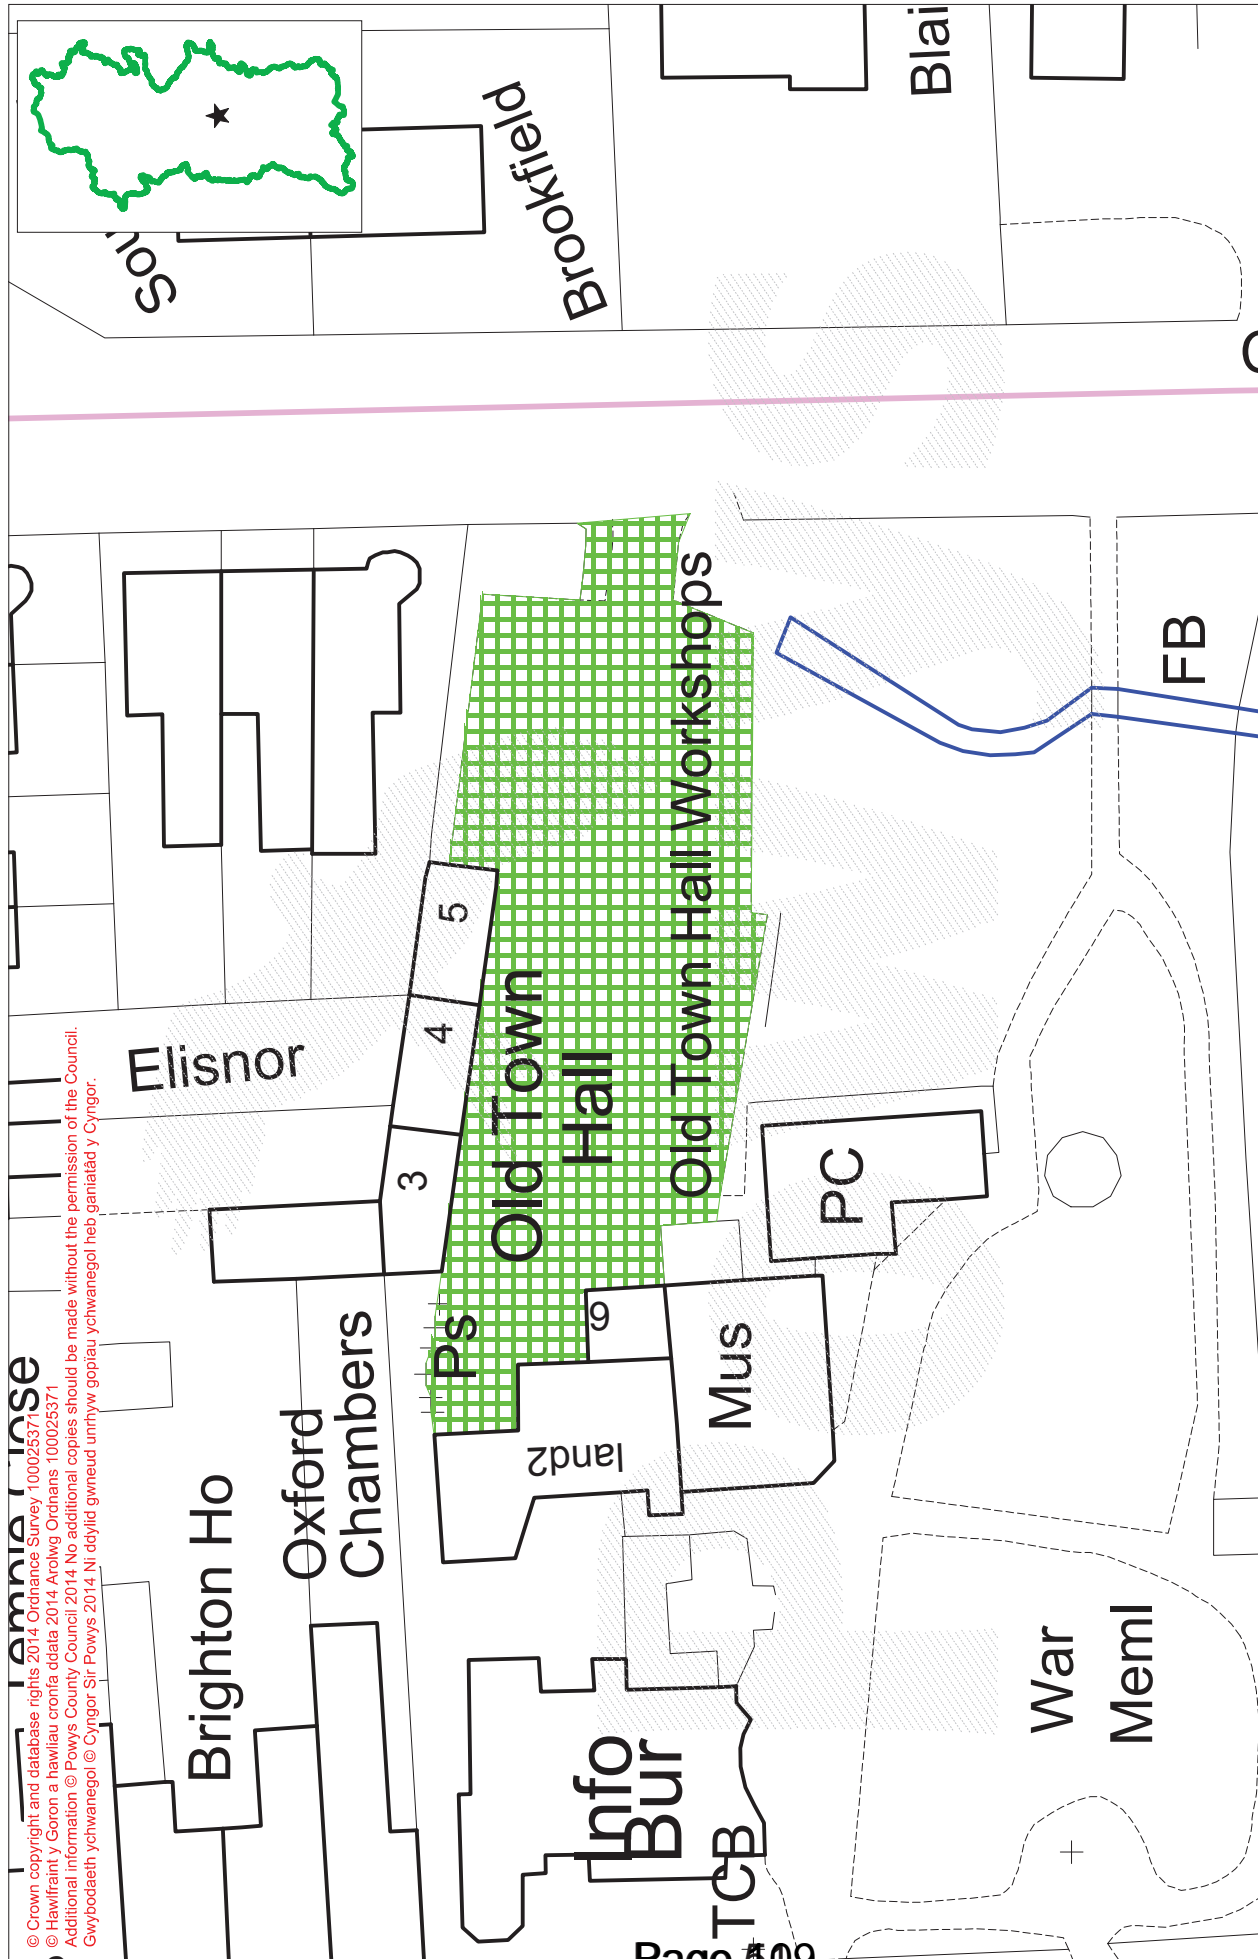 Brookfield
Elisnor
5
4
3
Old Town
Hall
Old Town Hall Workshops
FB
Ps
6
1and2
Mus
PC
Oxford
Chambers
Brighton Ho
Info
Bur
TCB
War
Meml
© Crown copyright and database rights 2014 Ordnance Survey 100025371
© Hawlfraint y Goron a hawliau cronfa ddata 2014 Arolwg Ordnans 100025371
Additional information © Powys County Council 2014 No additional copies should be made without the permission of the Council.
Gwybodaeth ychwanegol © Cyngor Sir Powys 2014 Ni ddylid gwneud unrhyw gopïau ychwanegol heb ganiatâd y Cyngor.
Page